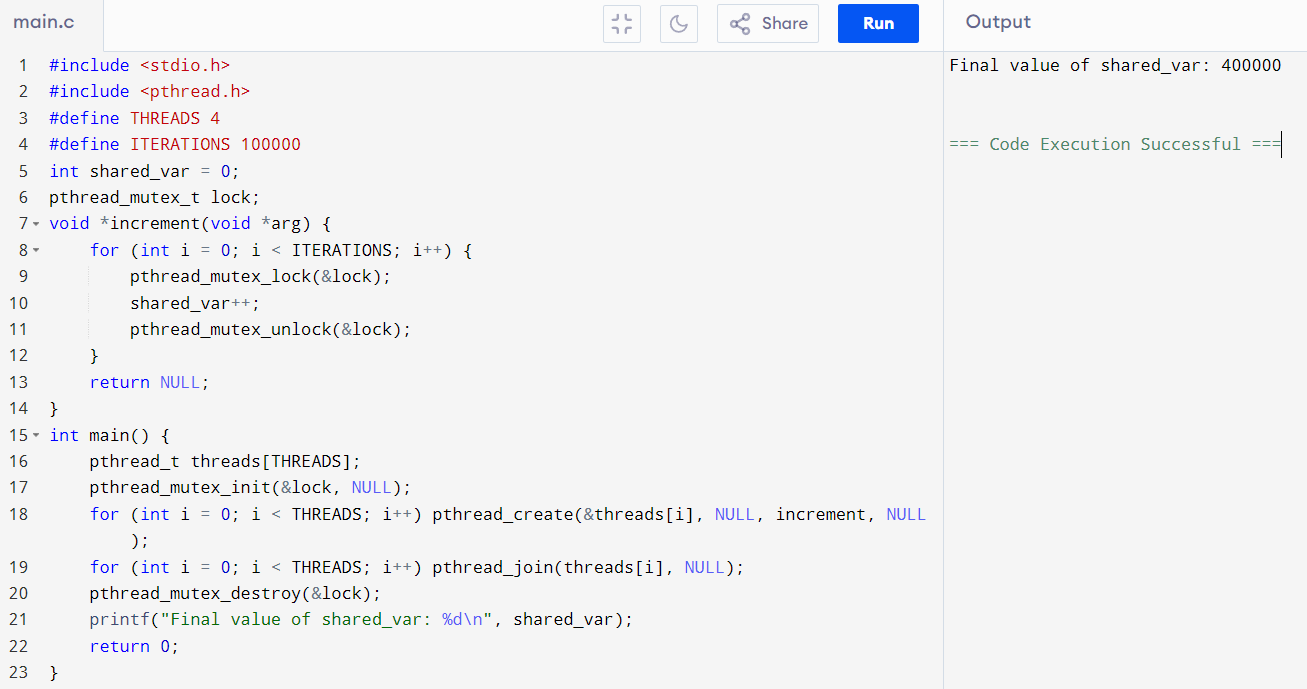 main.c
Share
Run
Output
1 #include <stdio.h>
2 #include <pthread.h>
3 #define THREADS 4
4 #define ITERATIONS 100000
5 int shared_var = 0;
6 pthread_mutex_t lock;
7 void *increment(void *arg) {
8     for (int i = 0; i < ITERATIONS; i++) {
9         pthread_mutex_lock(&lock);
10         shared_var++;
11         pthread_mutex_unlock(&lock);
12     }
13     return NULL;
14 }
15 int main() {
16     pthread_t threads[THREADS];
17     pthread_mutex_init(&lock, NULL);
18     for (int i = 0; i < THREADS; i++) pthread_create(&threads[i], NULL, increment, NULL
        );
19     for (int i = 0; i < THREADS; i++) pthread_join(threads[i], NULL);
20     pthread_mutex_destroy(&lock);
21     printf("Final value of shared_var: %d\n", shared_var);
22     return 0;
23 }
Final value of shared_var: 400000
=== Code Execution Successful ===